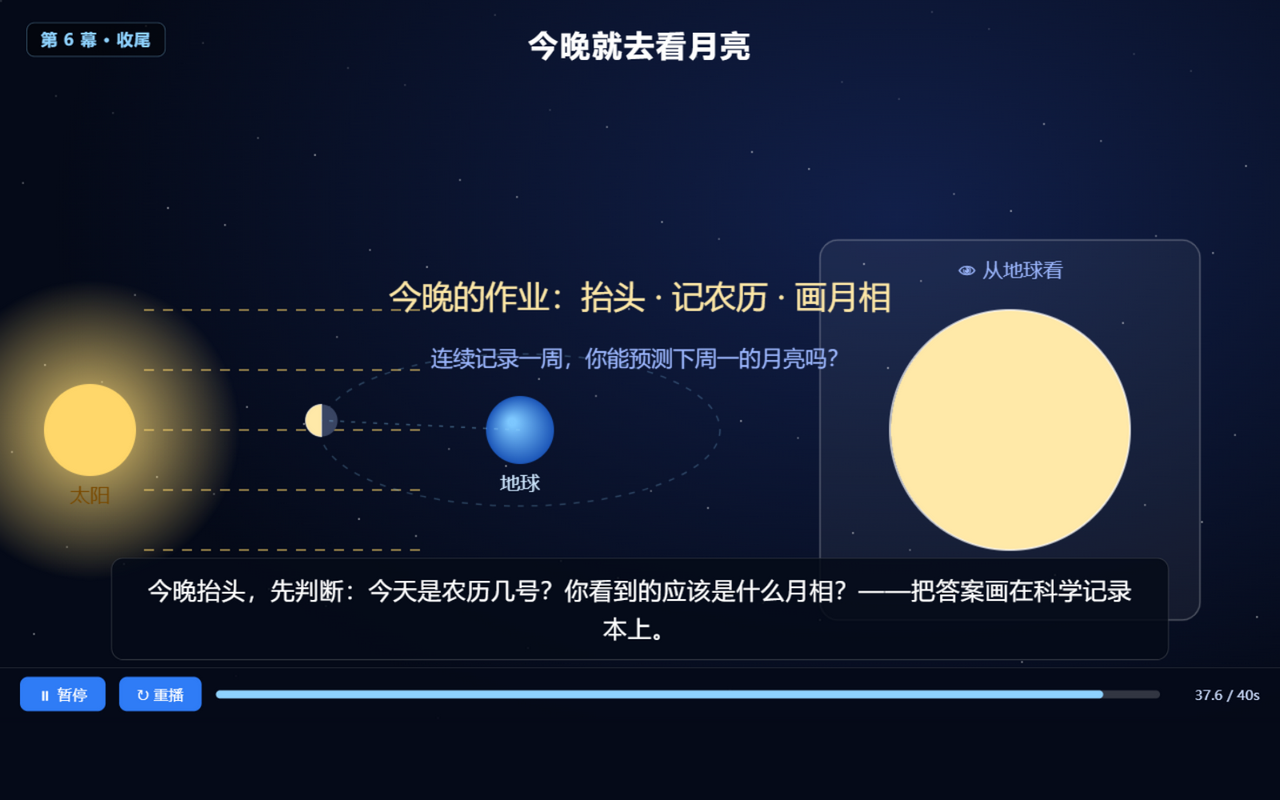 第 6 幕 · 收尾
今晚就去看月亮
👁 从地球看
今晚的作业：抬头 · 记农历 · 画月相
连续记录一周，你能预测下周一的月亮吗？
太阳
地球
今晚抬头，先判断：今天是农历几号？你看到的应该是什么月相？——把答案画在科学记录
本上。
⏸ 暂停
↻ 重播
37.6 / 40s